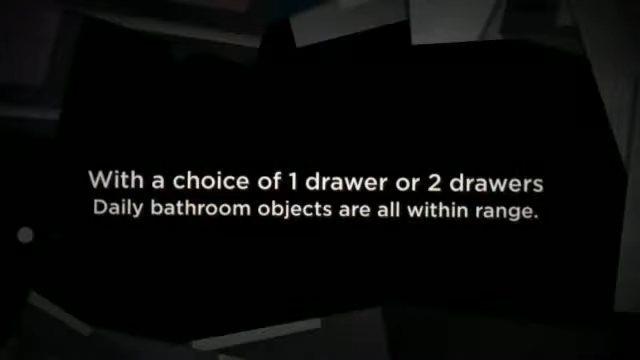 With a choice of 1 drawer or 2 drawers
Daily bathroom objects are all within range.